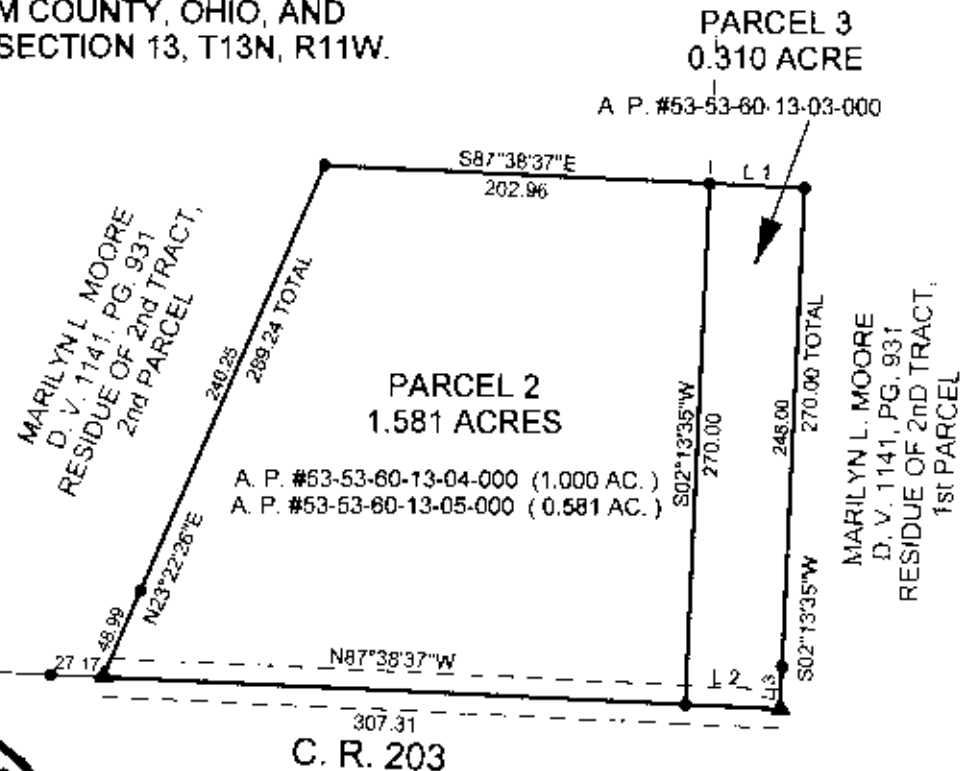 M COUNTY, OHIO, AND
SECTION 13, T13N, R11W.
PARCEL 3
0.310 ACRE
A P. #53-53-60-13-03-000
S87°38'37"E
202.96
L 1
MARILYN L. MOORE
D. V. 1141, PG. 931
RESIDUE OF 2nd TRACT,
2nd PARCEL
240.25
289.24 TOTAL
PARCEL 2
1.581 ACRES
A. P. #53-53-60-13-04-000 (1.000 AC. )
A. P. #53-53-60-13-05-000 ( 0.581 AC. )
S02°13'35"W
270.00
248.00
270.00 TOTAL
MARILYN L. MOORE
D. V. 1141, PG. 931
RESIDUE OF 2nD TRACT,
1st PARCEL
N23°22'26"E
48.99
S02°13'35"W
27.17
N87°38'37"W
L 2
L3
307.31
C. R. 203